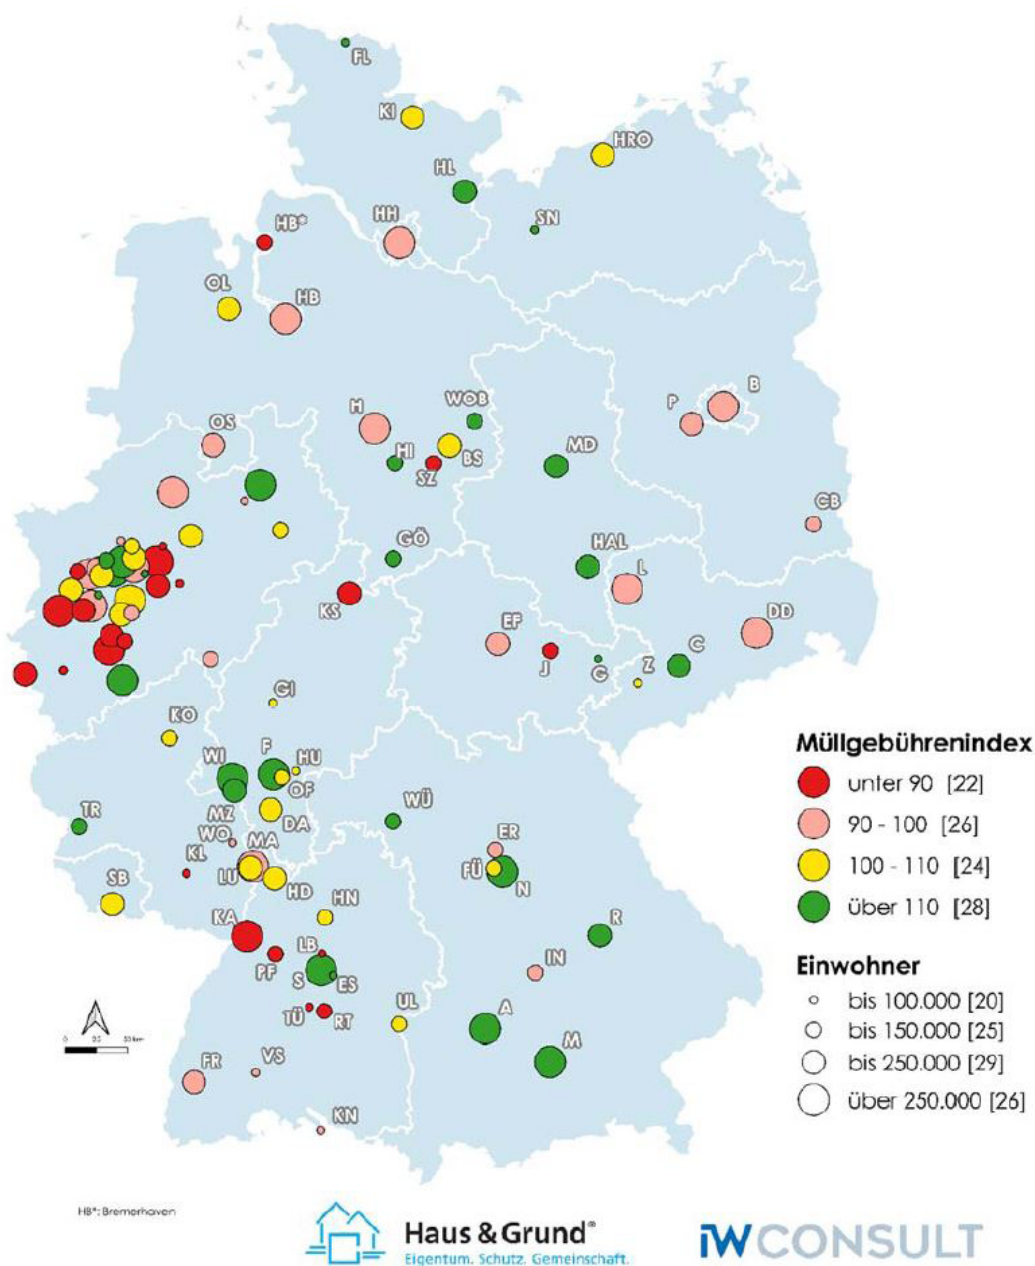 FL
KI
HRO
HL
SN
HH
HB*
OL
HB
B
P
H
WOB
OS
HI
BS
SZ
MD
CB
GÖ
HAL
L
KS
EF
DD
C
J
G
Z
GI
KO
F
HU
WI
OF
MZ
DA
WÜ
TR
WO
MA
ER
KL
FÜ
LU
N
SB
HD
HN
KA
R
LB
PF
IN
S
ES
TÜ
RT
UL
A
M
FR
VS
KN
Müllgebührenindex
unter 90 [22]
90 - 100 [26]
100 - 110 [24]
über 110 [28]
Einwohner
bis 100.000 [20]
bis 150.000 [25]
bis 250.000 [29]
über 250.000 [26]
0 25 50 km
HB*: Bremerhaven
Haus & Grund®
Eigentum. Schutz. Gemeinschaft.
iW CONSULT